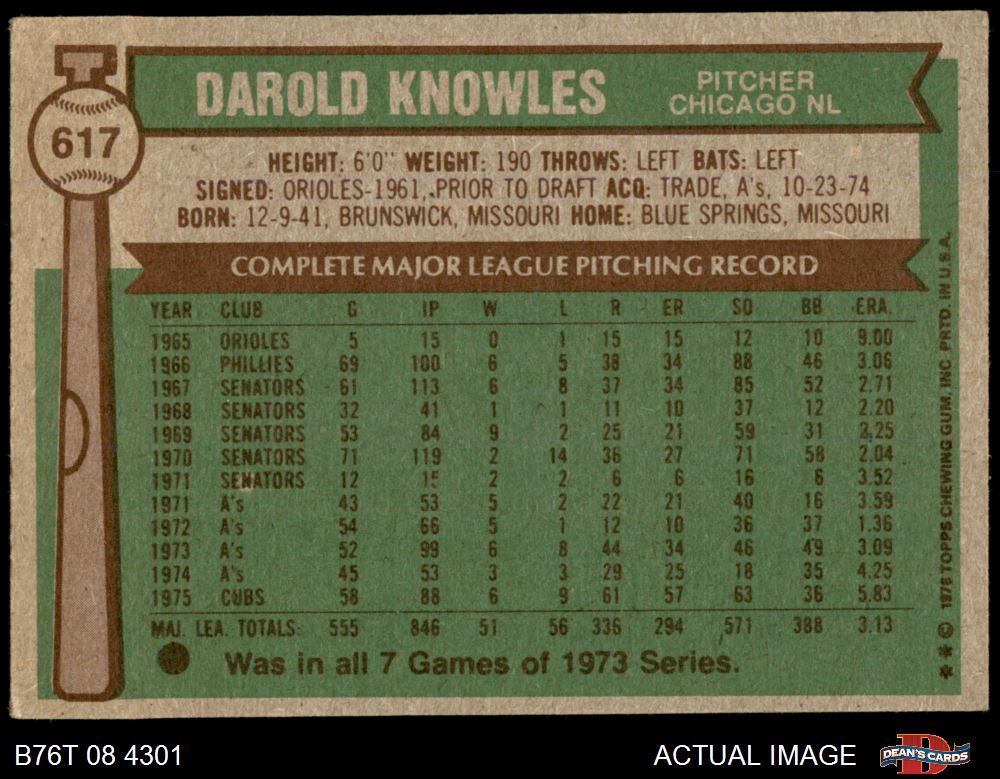 617
DAROLD KNOWLES
PITCHER
CHICAGO NL
HEIGHT: 6'0" WEIGHT: 190 THROWS: LEFT BATS: LEFT
SIGNED: ORIOLES-1961, PRIOR TO DRAFT ACQ: TRADE, A's, 10-23-74
BORN: 12-9-41, BRUNSWICK, MISSOURI HOME: BLUE SPRINGS, MISSOURI
COMPLETE MAJOR LEAGUE PITCHING RECORD
YEAR CLUB G IP W L R ER SO BB ERA.
1965 ORIOLES 5 15 0 1 15 15 12 10 9.00
1966 PHILLIES 69 100 6 5 38 34 88 46 3.06
1967 SENATORS 61 113 6 8 37 34 85 52 2.71
1968 SENATORS 32 41 1 1 11 10 37 12 2.20
1969 SENATORS 53 84 9 2 25 21 59 31 2.25
1970 SENATORS 71 119 2 14 36 27 71 58 2.04
1971 SENATORS 12 15 2 2 6 6 16 6 3.52
1971 A's 43 53 5 2 22 21 40 16 3.59
1972 A's 54 66 5 1 12 10 36 37 1.36
1973 A's 52 99 6 8 44 34 46 49 3.09
1974 A's 45 53 3 3 29 25 18 35 4.25
1975 CUBS 58 88 6 9 61 57 63 36 5.83
MAJ. LEA. TOTALS: 555 846 51 56 336 294 571 388 3.13
Was in all 7 Games of 1973 Series.
** © 1976 TOPPS CHEWING GUM, INC PRTD. IN U.S.A.
B76T 08 4301
ACTUAL IMAGE
D
DEAN'S CARDS